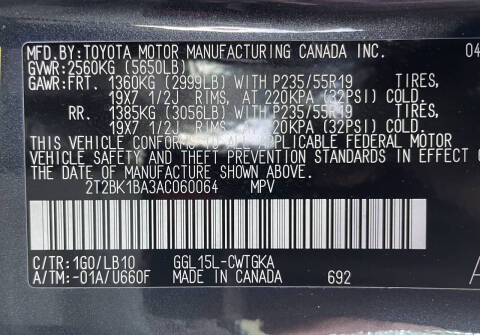 MFD.BY:TOYOTA MOTOR MANUFACTURING CANADA INC. 04
GVWR:2560KG (5650LB)
GAWR:FRT. 1360KG (2999LB) WITH P235/55R19 TIRES,
19X7 1/2J RIMS, AT 220KPA (32PSI) COLD.
RR. 1385KG (3056LB) WITH P235/55R19 TIRES,
19X7 1/2J RIMS, AT 220KPA (32PSI) COLD.
THIS VEHICLE CONFORMS TO ALL APPLICABLE FEDERAL MOTOR
VEHICLE SAFETY AND THEFT PREVENTION STANDARDS IN EFFECT ON
THE DATE OF MANUFACTURE SHOWN ABOVE.
2T2BK1BA3AC060064 MPV
C/TR:1G0/LB10 GGL15L-CWTGKA
A/TM:-01A/U660F MADE IN CANADA 692